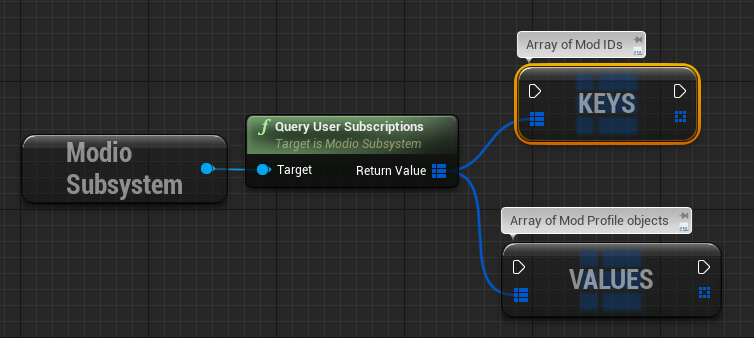 Array of Mod IDs
KEYS
Modio
Subsystem
f Query User Subscriptions
Target is Modio Subsystem
Target
Return Value
Array of Mod Profile objects
VALUES